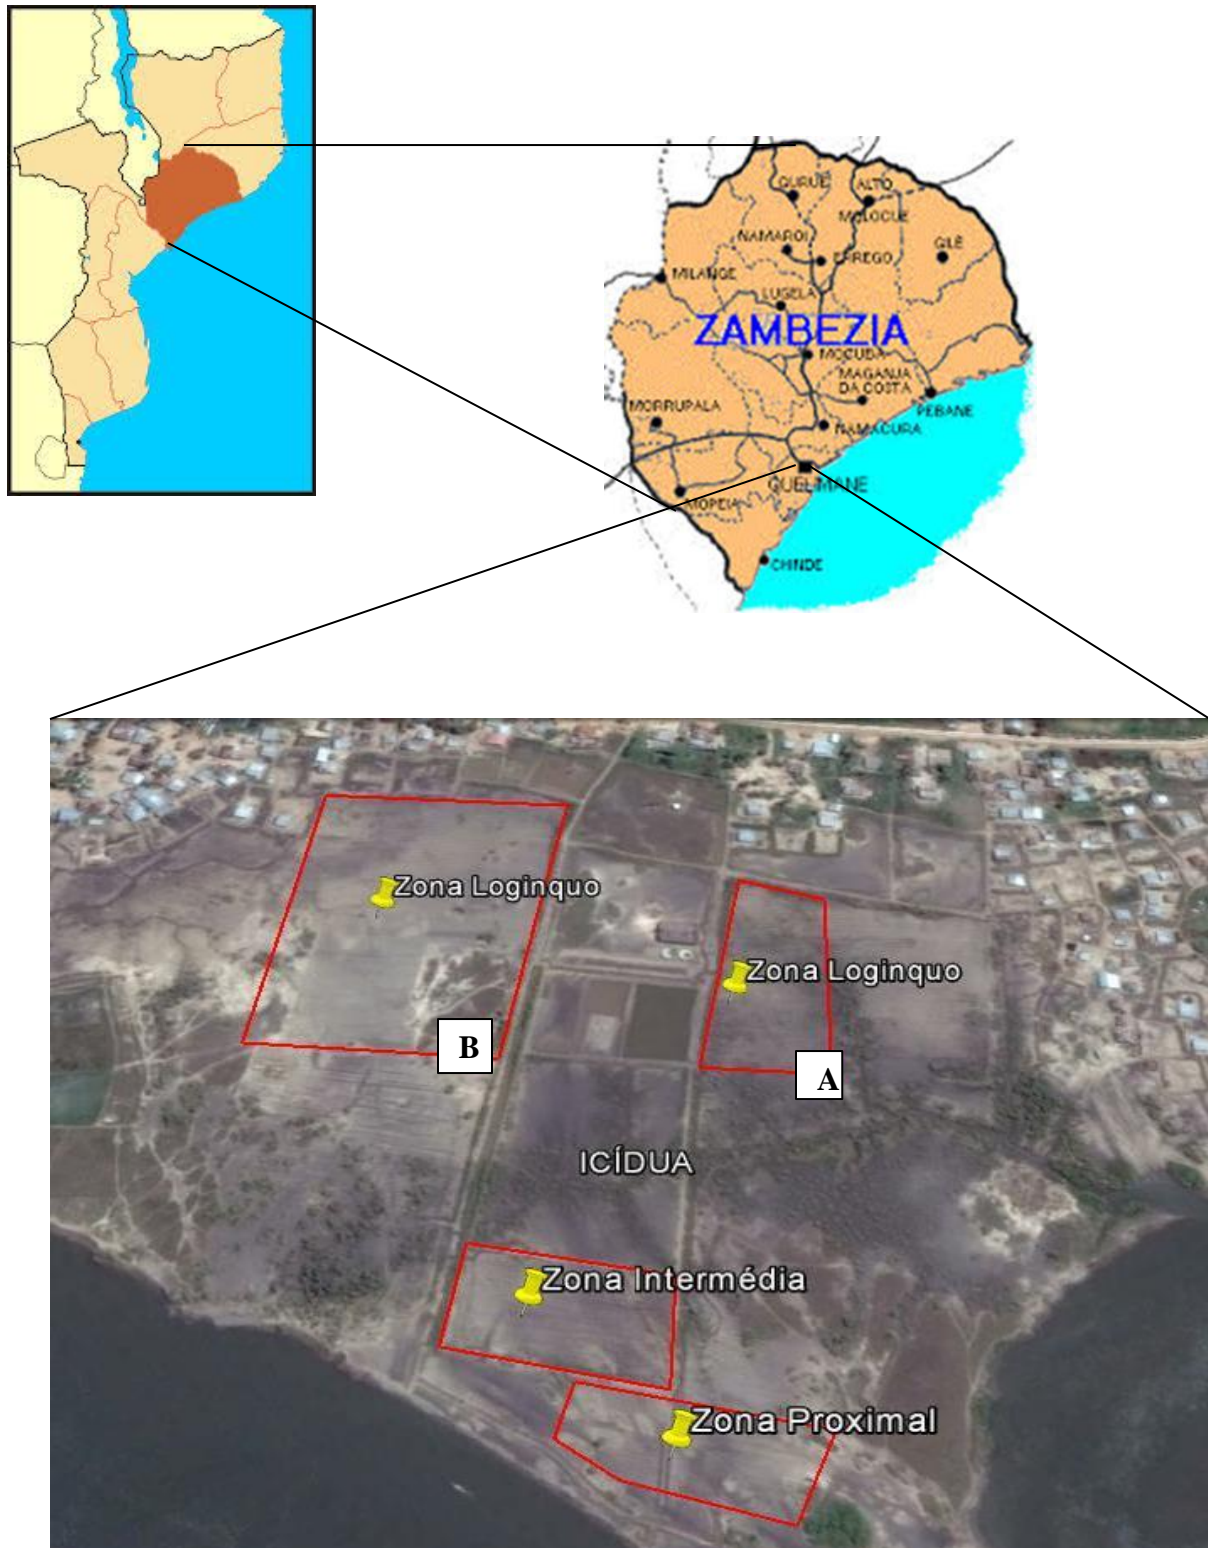 GURUE
ALTO
MOLOCUE
NAMAROI
ERREGO
GILÉ
MILANGE
LUGELA
ZAMBEZIA
MOCUBA
MAGANJA
DA COSTA
PEBANE
MORRUPALA
NAMACURA
QUELIMANE
MOPEIA
CHINDE
Zona Loginquo
Zona Loginquo
B
A
ICÍDUA
Zona Intermédia
Zona Proximal